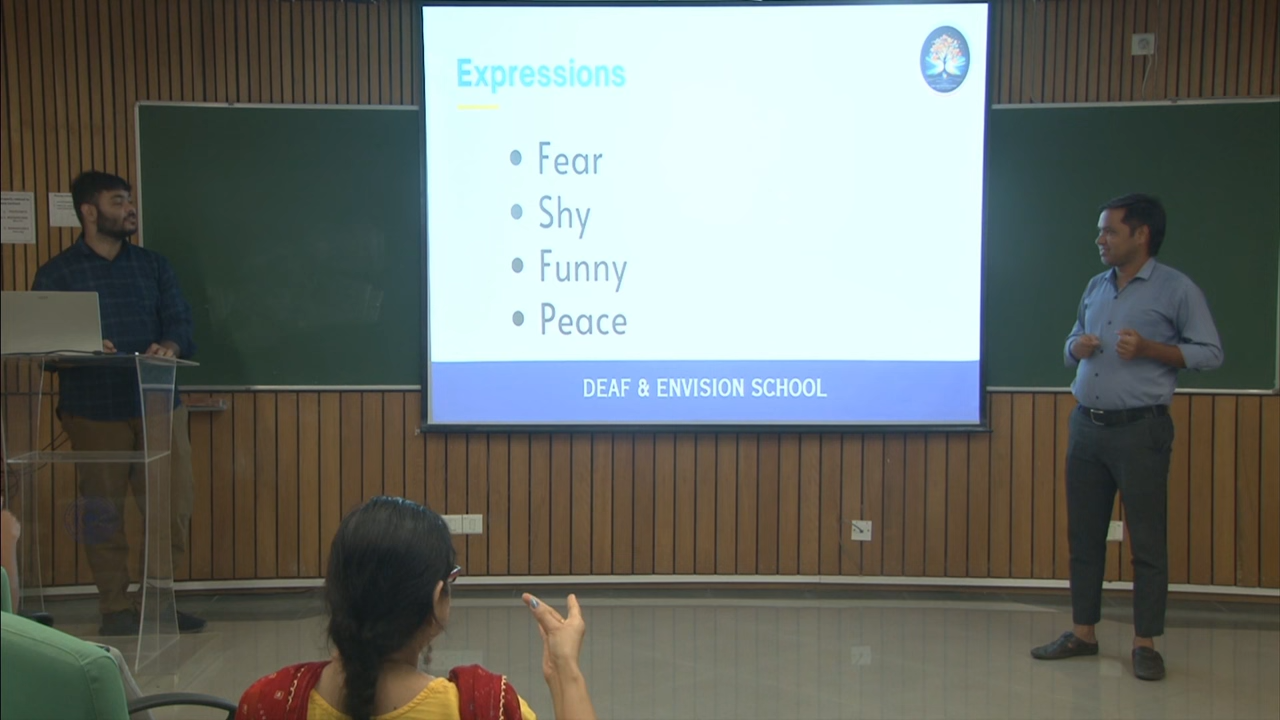 Expressions
• Fear
• Shy
• Funny
• Peace
DEAF & ENVISION SCHOOL